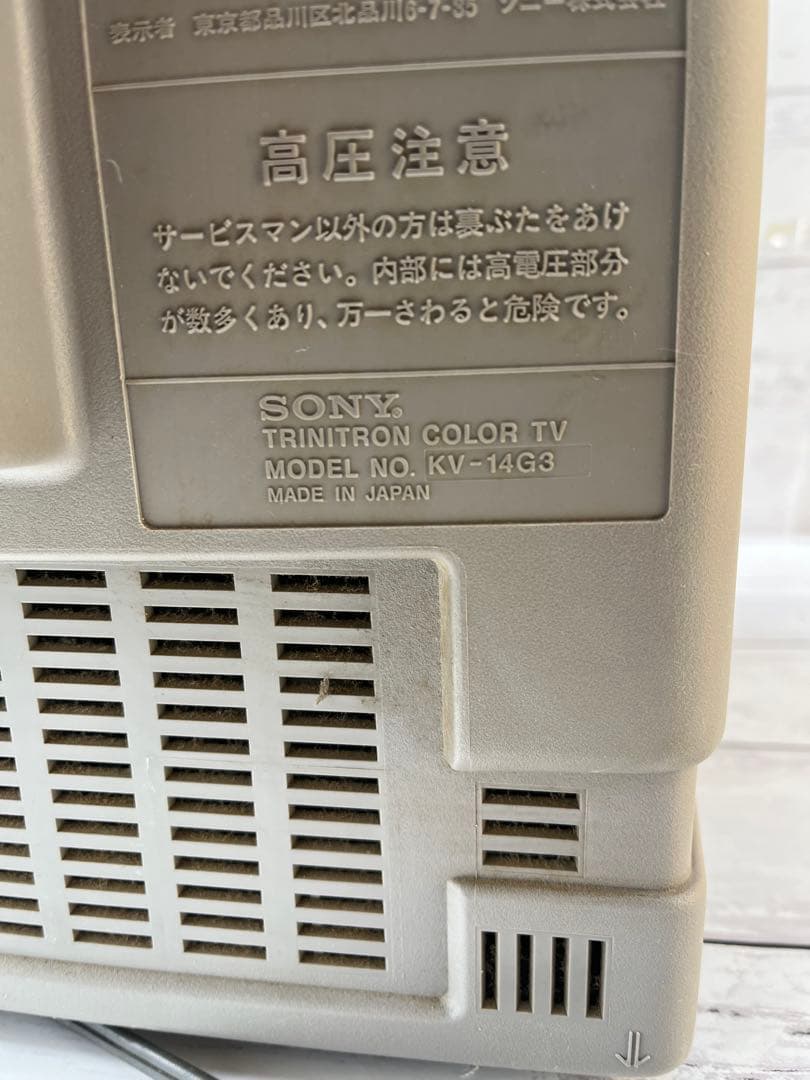 表示者 東京都品川区北品川6-7-35 ソニー株式会社
高圧注意
サービスマン以外の方は裏ぶたをあけ
ないでください。内部には高電圧部分
が数多くあり、万一さわると危険です。
SONY®
TRINITRON COLOR TV
MODEL NO. KV-14G3
MADE IN JAPAN